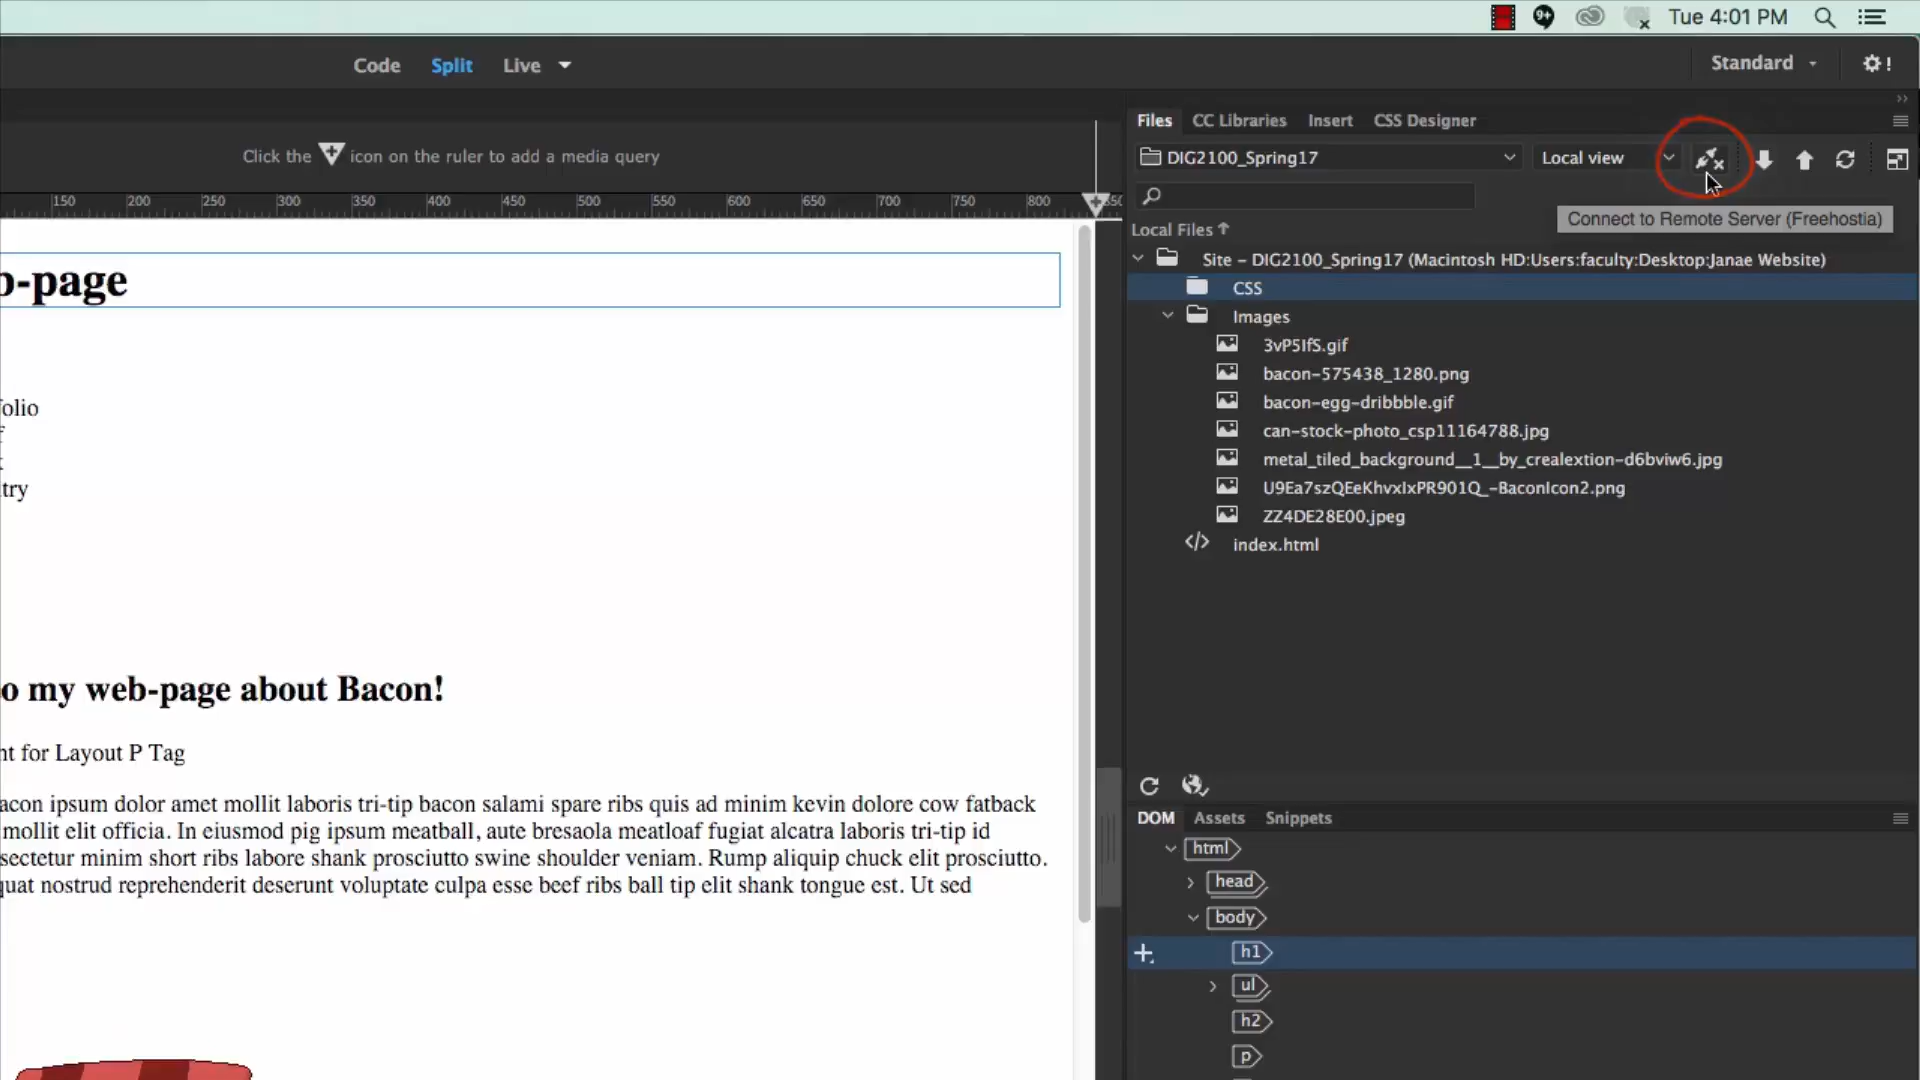 9+ Tue 4:01 PM
Code Split Live Standard !
Files CC Libraries Insert CSS Designer
Click the icon on the ruler to add a media query
DIG2100_Spring17 Local view
150 200 250 300 350 400 450 500 550 600 650 700 750 800
Connect to Remote Server (Freehostia)
Local Files
Site – DIG2100_Spring17 (Macintosh HD:Users:faculty:Desktop:Janae Website)
CSS
Images
3vP5IfS.gif
bacon-575438_1280.png
bacon-egg-dribbble.gif
can-stock-photo_csp11164788.jpg
metal_tiled_background__1__by_crealextion-d6bviw6.jpg
U9Ea7szQEeKhvxIxPR901Q_-BaconIcon2.png
ZZ4DE28E00.jpeg
index.html
b-page
folio
try
o my web-page about Bacon!
nt for Layout P Tag
acon ipsum dolor amet mollit laboris tri-tip bacon salami spare ribs quis ad minim kevin dolore cow fatback
mollit elit officia. In eiusmod pig ipsum meatball, aute bresaola meatloaf fugiat alcatra laboris tri-tip id
sectetur minim short ribs labore shank prosciutto swine shoulder veniam. Rump aliquip chuck elit prosciutto.
quat nostrud reprehenderit deserunt voluptate culpa esse beef ribs ball tip elit shank tongue est. Ut sed
DOM Assets Snippets
html
head
body
h1
ul
h2
p